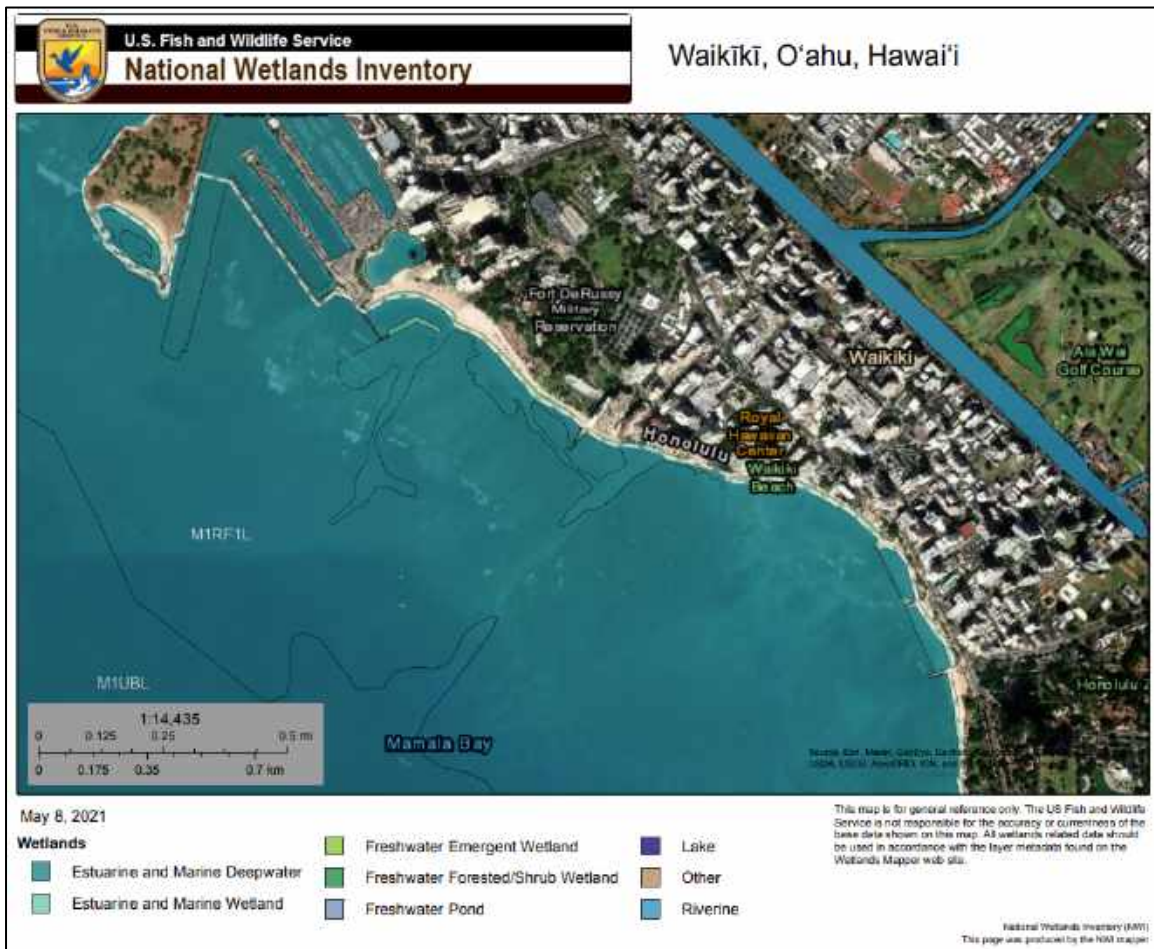 U.S. Fish and Wildlife Service
National Wetlands Inventory
Waikīkī, Oʻahu, Hawaiʻi
Fort DeRussy
Military
Reservation
Waikiki
Ala Wai
Golf Course
Royal
Hawaiian
Center
Honolulu
Waikiki
Beach
M1RF1L
M1UBL
Honolulu Z
1:14,435
0 0.125 0.25 0.5 mi
0 0.175 0.35 0.7 km
Mamala Bay
May 8, 2021
Wetlands
Estuarine and Marine Deepwater
Estuarine and Marine Wetland
Freshwater Emergent Wetland
Freshwater Forested/Shrub Wetland
Freshwater Pond
Lake
Other
Riverine
This map is for general reference only. The US Fish and Wildlife
Service is not responsible for the accuracy or currentness of the
base data shown on this map. All wetlands related data should
be used in accordance with the layer metadata found on the
Wetlands Mapper web site.
National Wetlands Inventory (NWI)
This page was produced by the NWI mapper